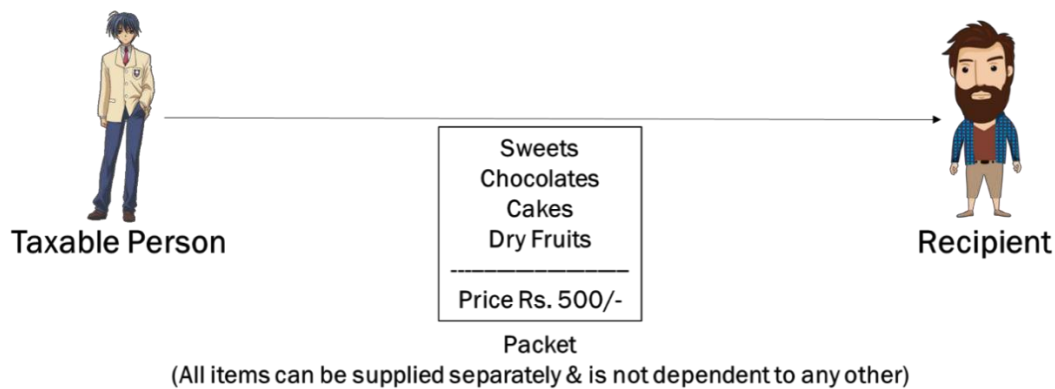 Sweets
Chocolates
Cakes
Dry Fruits
----------------------------
Price Rs. 500/-
Taxable Person
Recipient
Packet
(All items can be supplied separately & is not dependent to any other)